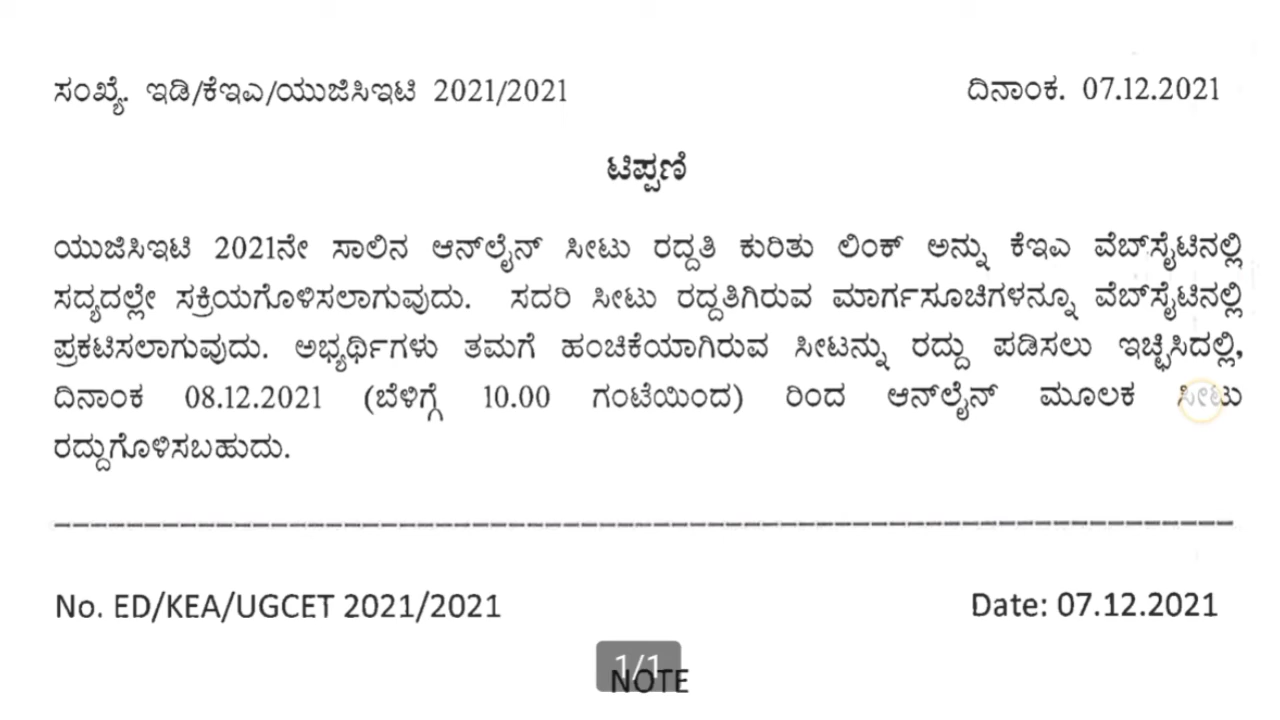 ಸಂಖ್ಯೆ. ಇಡಿ/ಕೆಇಎ/ಯುಜಿಸಿಇಟಿ 2021/2021 ದಿನಾಂಕ. 07.12.2021
ಟಿಪ್ಪಣಿ
ಯುಜಿಸಿಇಟಿ 2021ನೇ ಸಾಲಿನ ಆನ್‌ಲೈನ್ ಸೀಟು ರದ್ದತಿ ಕುರಿತು ಲಿಂಕ್ ಅನ್ನು ಕೆಇಎ ವೆಬ್‌ಸೈಟಿನಲ್ಲಿ
ಸದ್ಯದಲ್ಲೇ ಸಕ್ರಿಯಗೊಳಿಸಲಾಗುವುದು. ಸದರಿ ಸೀಟು ರದ್ದತಿಗಿರುವ ಮಾರ್ಗಸೂಚಿಗಳನ್ನೂ ವೆಬ್‌ಸೈಟಿನಲ್ಲಿ
ಪ್ರಕಟಿಸಲಾಗುವುದು. ಅಭ್ಯರ್ಥಿಗಳು ತಮಗೆ ಹಂಚಿಕೆಯಾಗಿರುವ ಸೀಟನ್ನು ರದ್ದು ಪಡಿಸಲು ಇಚ್ಛಿಸಿದಲ್ಲಿ,
ದಿನಾಂಕ 08.12.2021 (ಬೆಳಿಗ್ಗೆ 10.00 ಗಂಟೆಯಿಂದ) ರಿಂದ ಆನ್‌ಲೈನ್ ಮೂಲಕ ಸೀಟು
ರದ್ದುಗೊಳಿಸಬಹುದು.
No. ED/KEA/UGCET 2021/2021 Date: 07.12.2021
1/1
NOTE